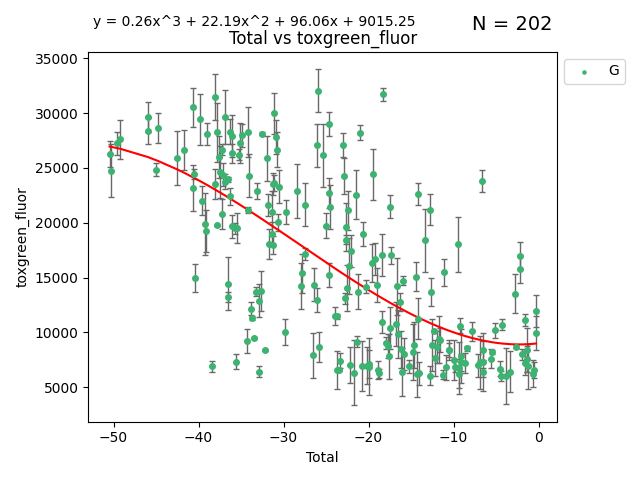 y = 0.26x^3 + 22.19x^2 + 96.06x + 9015.25
N = 202
Total vs toxgreen_fluor
G
toxgreen_fluor
35000
30000
25000
20000
15000
10000
5000
−50 −40 −30 −20 −10 0
Total